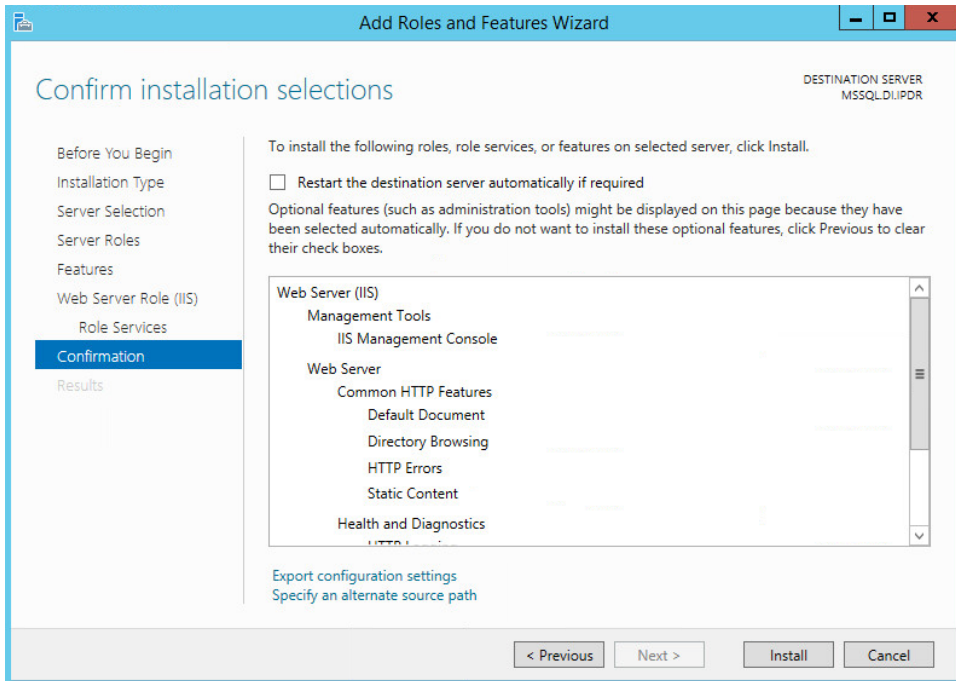 Add Roles and Features Wizard
Confirm installation selections
DESTINATION SERVER
MSSQL.DI.IPDR
Before You Begin
Installation Type
Server Selection
Server Roles
Features
Web Server Role (IIS)
Role Services
Confirmation
Results
To install the following roles, role services, or features on selected server, click Install.
Restart the destination server automatically if required
Optional features (such as administration tools) might be displayed on this page because they have
been selected automatically. If you do not want to install these optional features, click Previous to clear
their check boxes.
Web Server (IIS)
Management Tools
IIS Management Console
Web Server
Common HTTP Features
Default Document
Directory Browsing
HTTP Errors
Static Content
Health and Diagnostics
HTTP Logging
Export configuration settings
Specify an alternate source path
< Previous
Next >
Install
Cancel